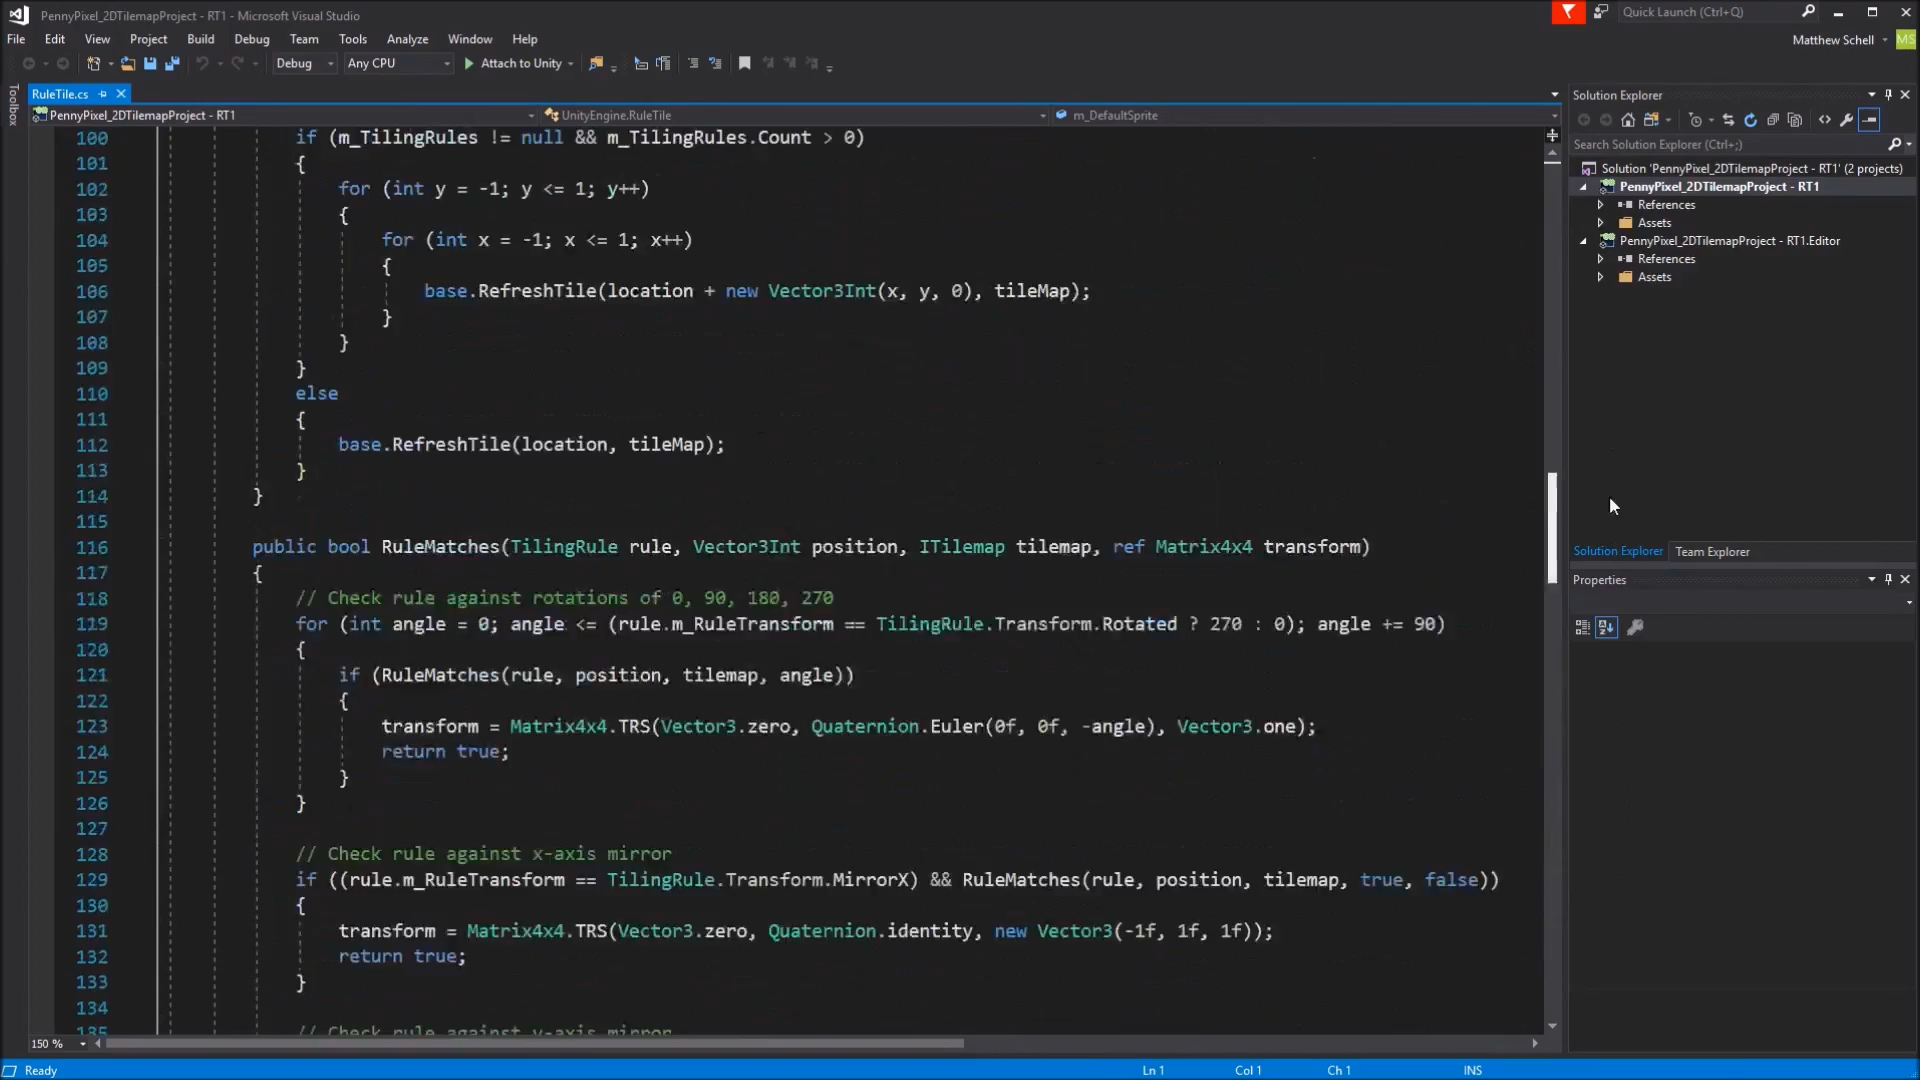 PennyPixel_2DTilemapProject - RT1 - Microsoft Visual Studio
Quick Launch (Ctrl+Q)
File Edit View Project Build Debug Team Tools Analyze Window Help
Matthew Schell MS
Debug Any CPU Attach to Unity
Toolbox
RuleTile.cs
PennyPixel_2DTilemapProject - RT1 UnityEngine.RuleTile m_DefaultSprite
100 if (m_TilingRules != null && m_TilingRules.Count > 0)
101 {
102 for (int y = -1; y <= 1; y++)
103 {
104 for (int x = -1; x <= 1; x++)
105 {
106 base.RefreshTile(location + new Vector3Int(x, y, 0), tileMap);
107 }
108 }
109 }
110 else
111 {
112 base.RefreshTile(location, tileMap);
113 }
114 }
115
116 public bool RuleMatches(TilingRule rule, Vector3Int position, ITilemap tilemap, ref Matrix4x4 transform)
117 {
118 // Check rule against rotations of 0, 90, 180, 270
119 for (int angle = 0; angle <= (rule.m_RuleTransform == TilingRule.Transform.Rotated ? 270 : 0); angle += 90)
120 {
121 if (RuleMatches(rule, position, tilemap, angle))
122 {
123 transform = Matrix4x4.TRS(Vector3.zero, Quaternion.Euler(0f, 0f, -angle), Vector3.one);
124 return true;
125 }
126 }
127
128 // Check rule against x-axis mirror
129 if ((rule.m_RuleTransform == TilingRule.Transform.MirrorX) && RuleMatches(rule, position, tilemap, true, false))
130 {
131 transform = Matrix4x4.TRS(Vector3.zero, Quaternion.identity, new Vector3(-1f, 1f, 1f));
132 return true;
133 }
134
135 // Check rule against y-axis mirror
150 %
Solution Explorer
Search Solution Explorer (Ctrl+;)
Solution 'PennyPixel_2DTilemapProject - RT1' (2 projects)
PennyPixel_2DTilemapProject - RT1
References
Assets
PennyPixel_2DTilemapProject - RT1.Editor
References
Assets
Solution Explorer Team Explorer
Properties
Ready Ln 1 Col 1 Ch 1 INS